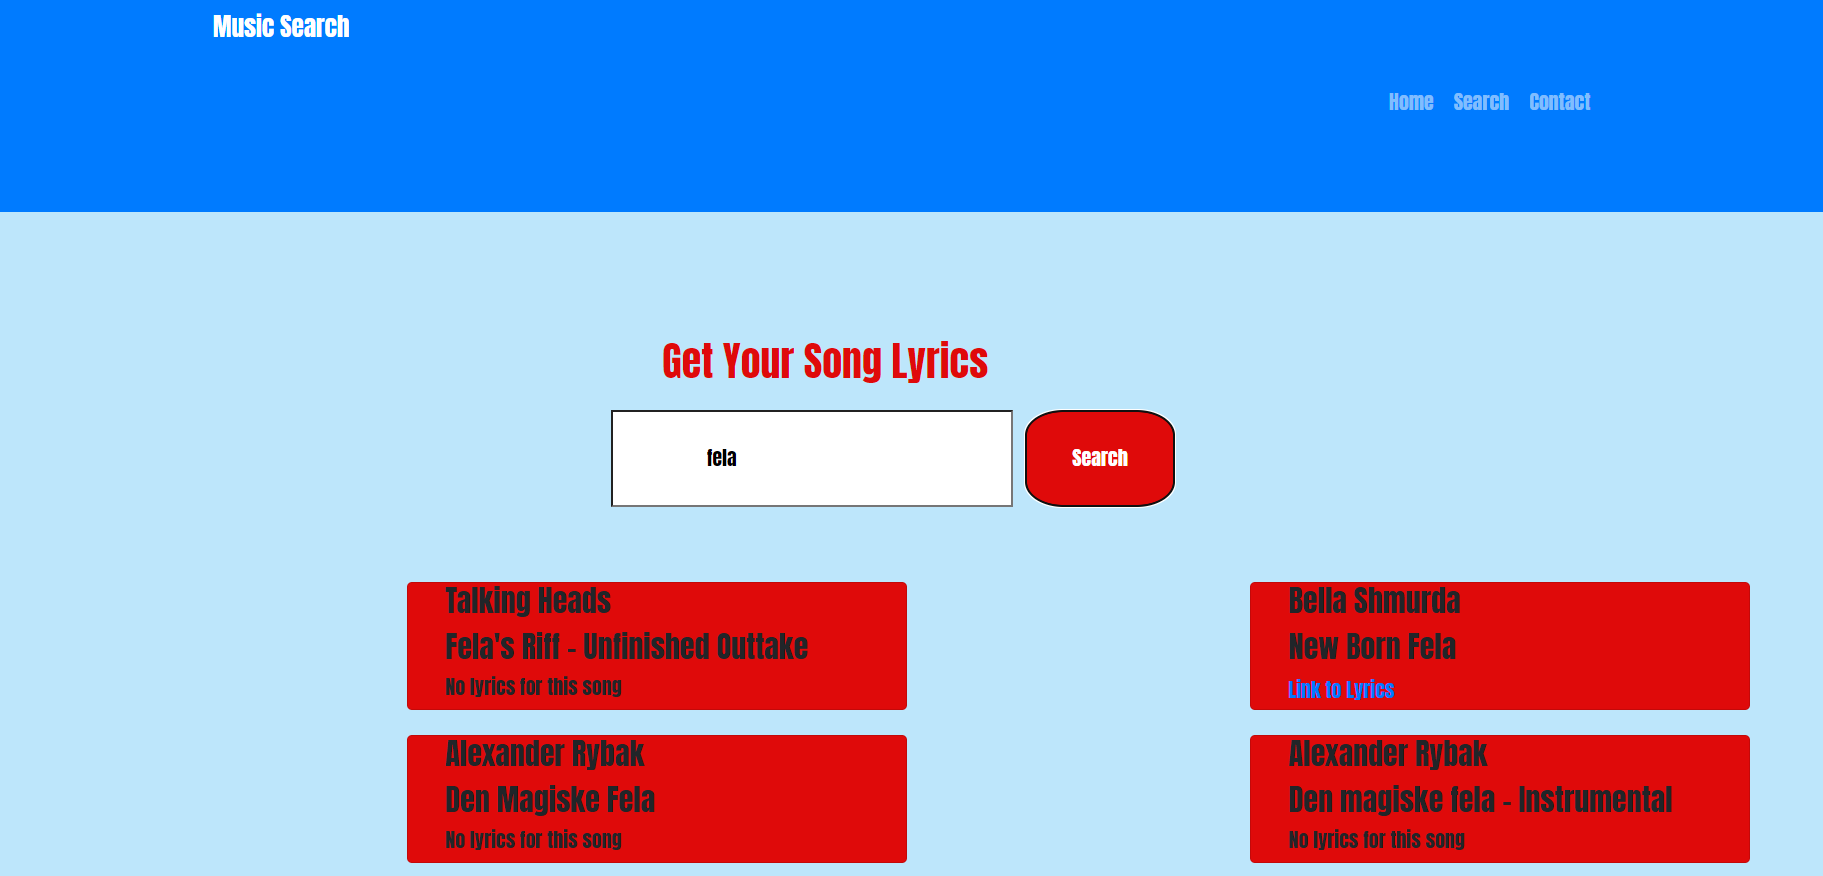 Music Search
Home Search Contact
Get Your Song Lyrics
fela
Search
Talking Heads
Fela's Riff - Unfinished Outtake
No lyrics for this song
Bella Shmurda
New Born Fela
Link to Lyrics
Alexander Rybak
Den Magiske Fela
No lyrics for this song
Alexander Rybak
Den magiske fela - Instrumental
No lyrics for this song